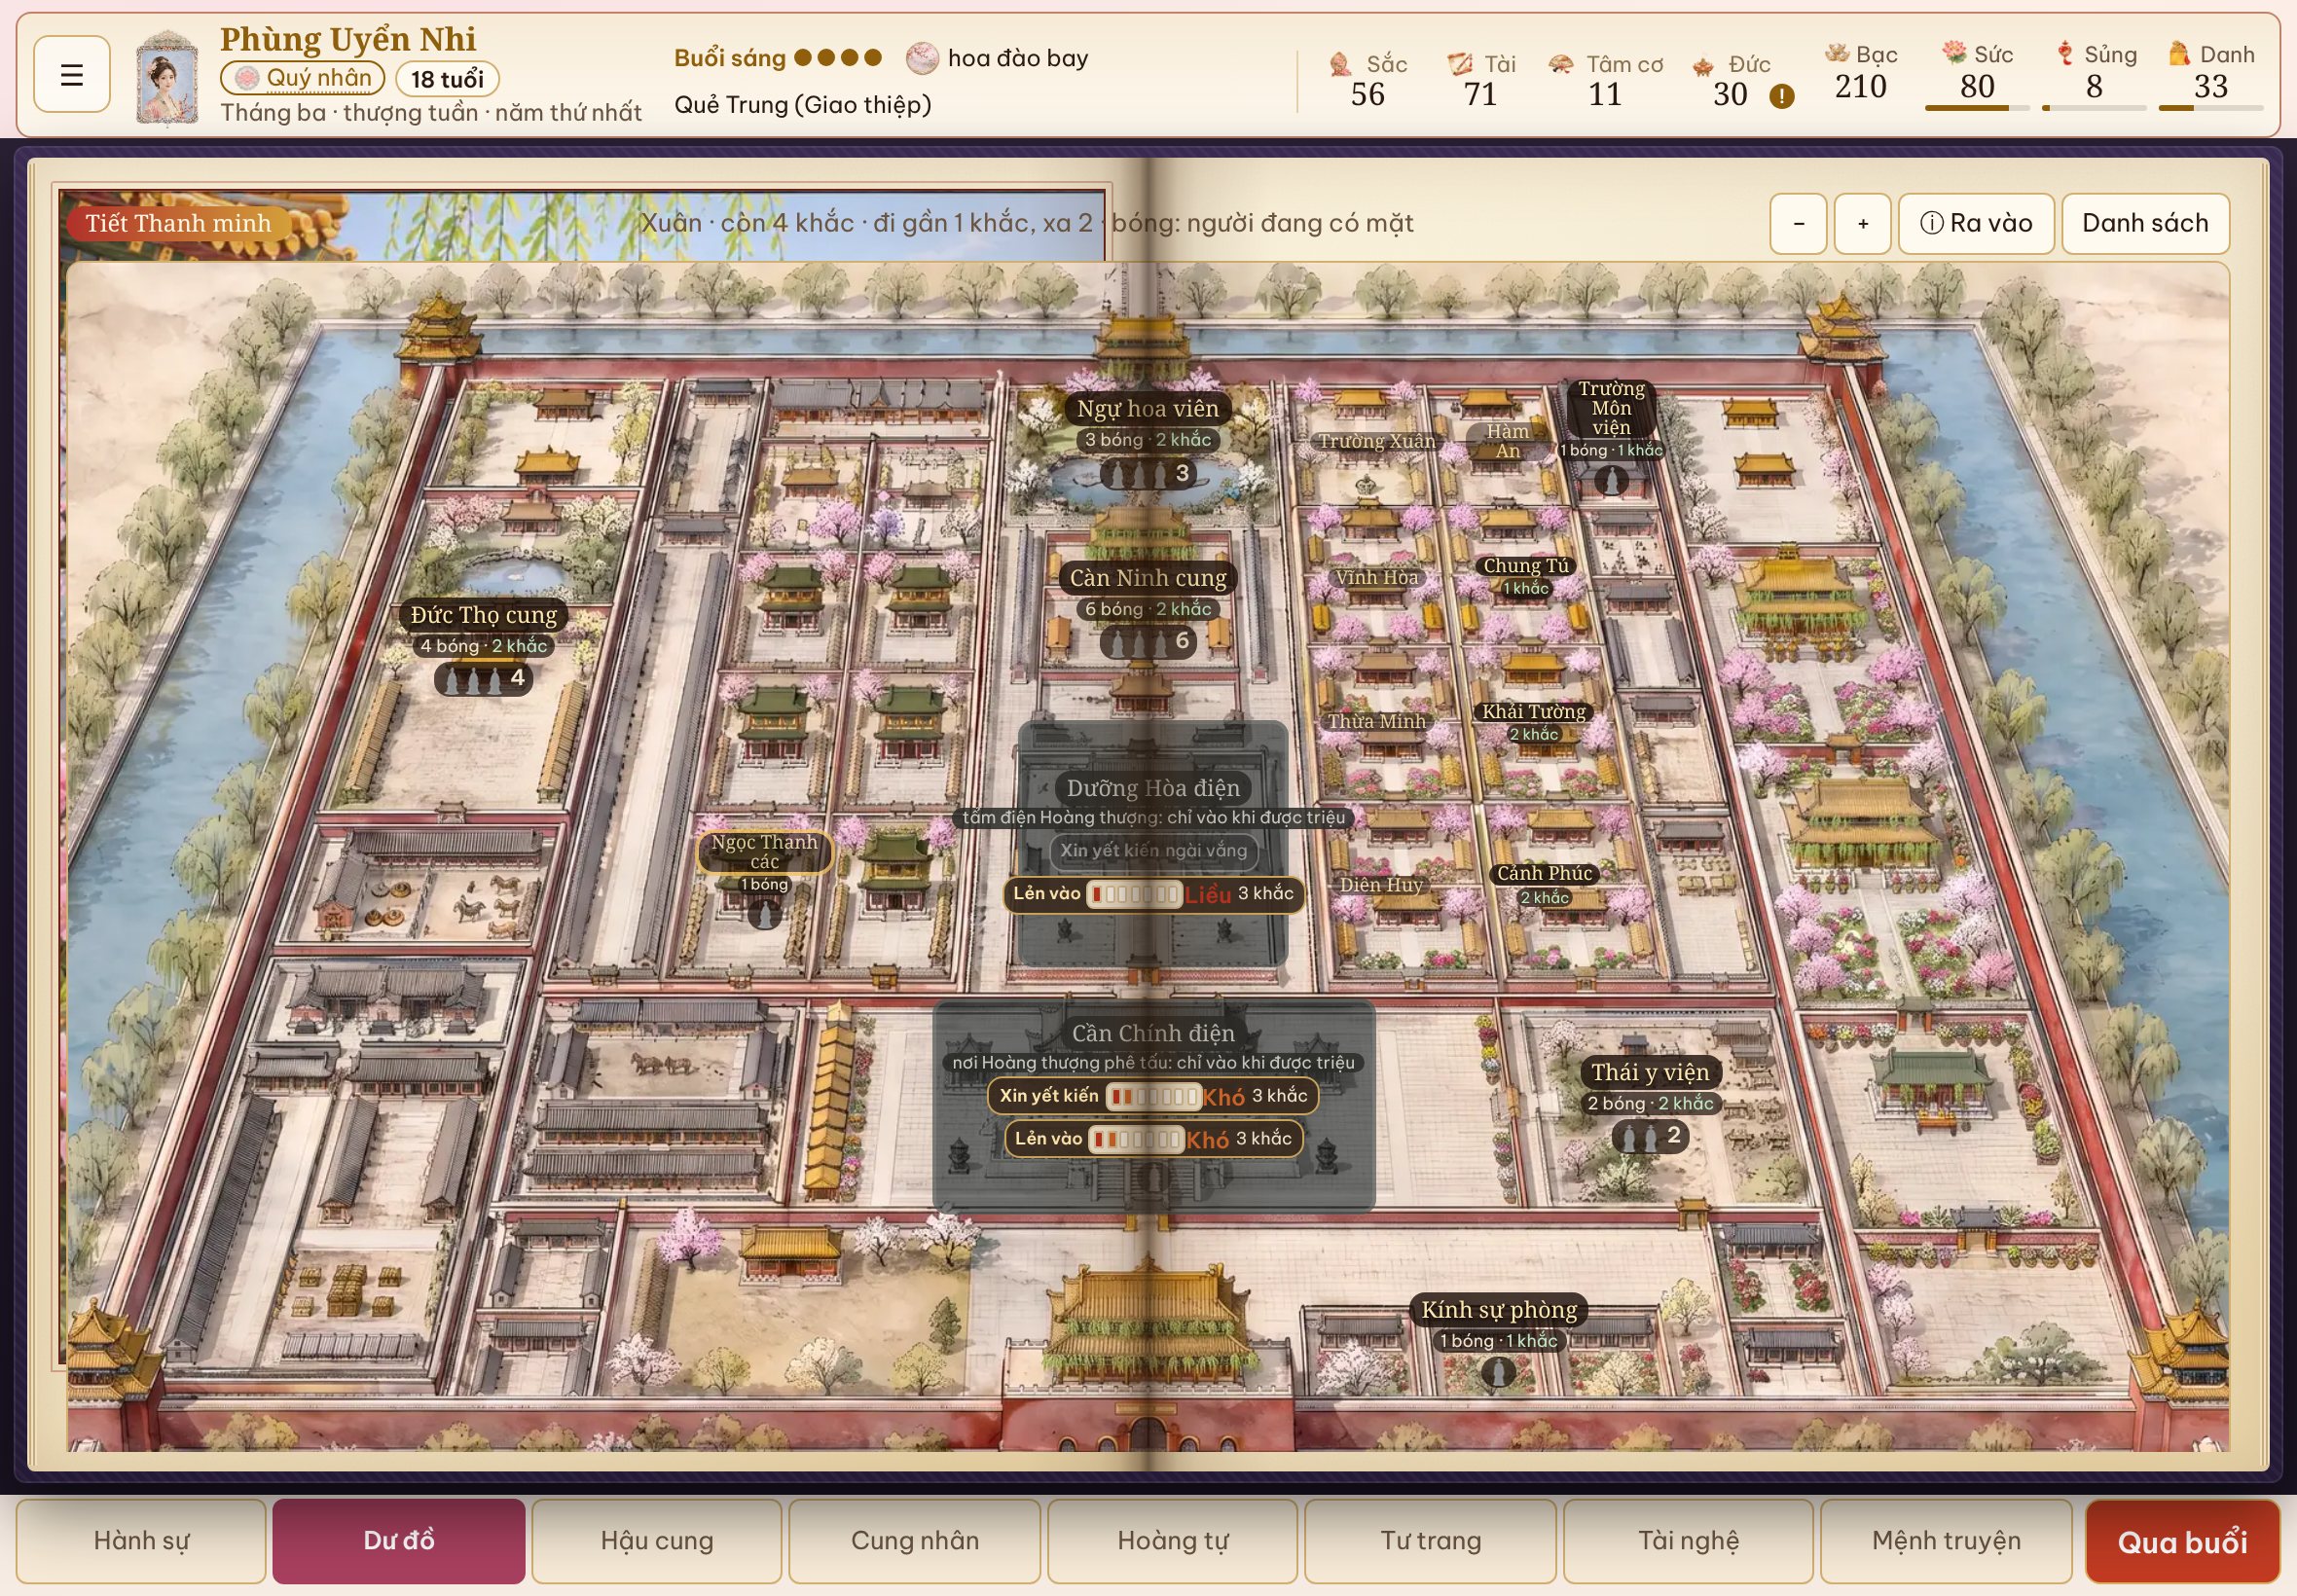 ☰
Phùng Uyển Nhi
Quý nhân
18 tuổi
Tháng ba · thượng tuần · năm thứ nhất
Buổi sáng
hoa đào bay
Quẻ Trung (Giao thiệp)
Sắc
56
Tài
71
Tâm cơ
11
Đức
30
!
Bạc
210
Sức
80
Sủng
8
Danh
33
Tiết Thanh minh
Xuân · còn 4 khắc · đi gần 1 khắc, xa 2 · bóng: người đang có mặt
−
+
ⓘ Ra vào
Danh sách
Ngự hoa viên
3 bóng · 2 khắc
3
Trường Xuân
Hàm
An
Trường
Môn
viện
1 bóng · 1 khắc
Càn Ninh cung
6 bóng · 2 khắc
6
Vĩnh Hòa
Chung Tú
1 khắc
Đức Thọ cung
4 bóng · 2 khắc
4
Thừa Minh
Khải Tường
2 khắc
Dưỡng Hòa điện
tẩm điện Hoàng thượng: chỉ vào khi được triệu
Xin yết kiến ngài vắng
Lẻn vào Liều 3 khắc
Ngọc Thanh
các
1 bóng
Diên Huy
Cảnh Phúc
2 khắc
Cần Chính điện
nơi Hoàng thượng phê tấu: chỉ vào khi được triệu
Xin yết kiến Khó 3 khắc
Lẻn vào Khó 3 khắc
Thái y viện
2 bóng · 2 khắc
2
Kính sự phòng
1 bóng · 1 khắc
Hành sự
Dư đồ
Hậu cung
Cung nhân
Hoàng tự
Tư trang
Tài nghệ
Mệnh truyện
Qua buổi